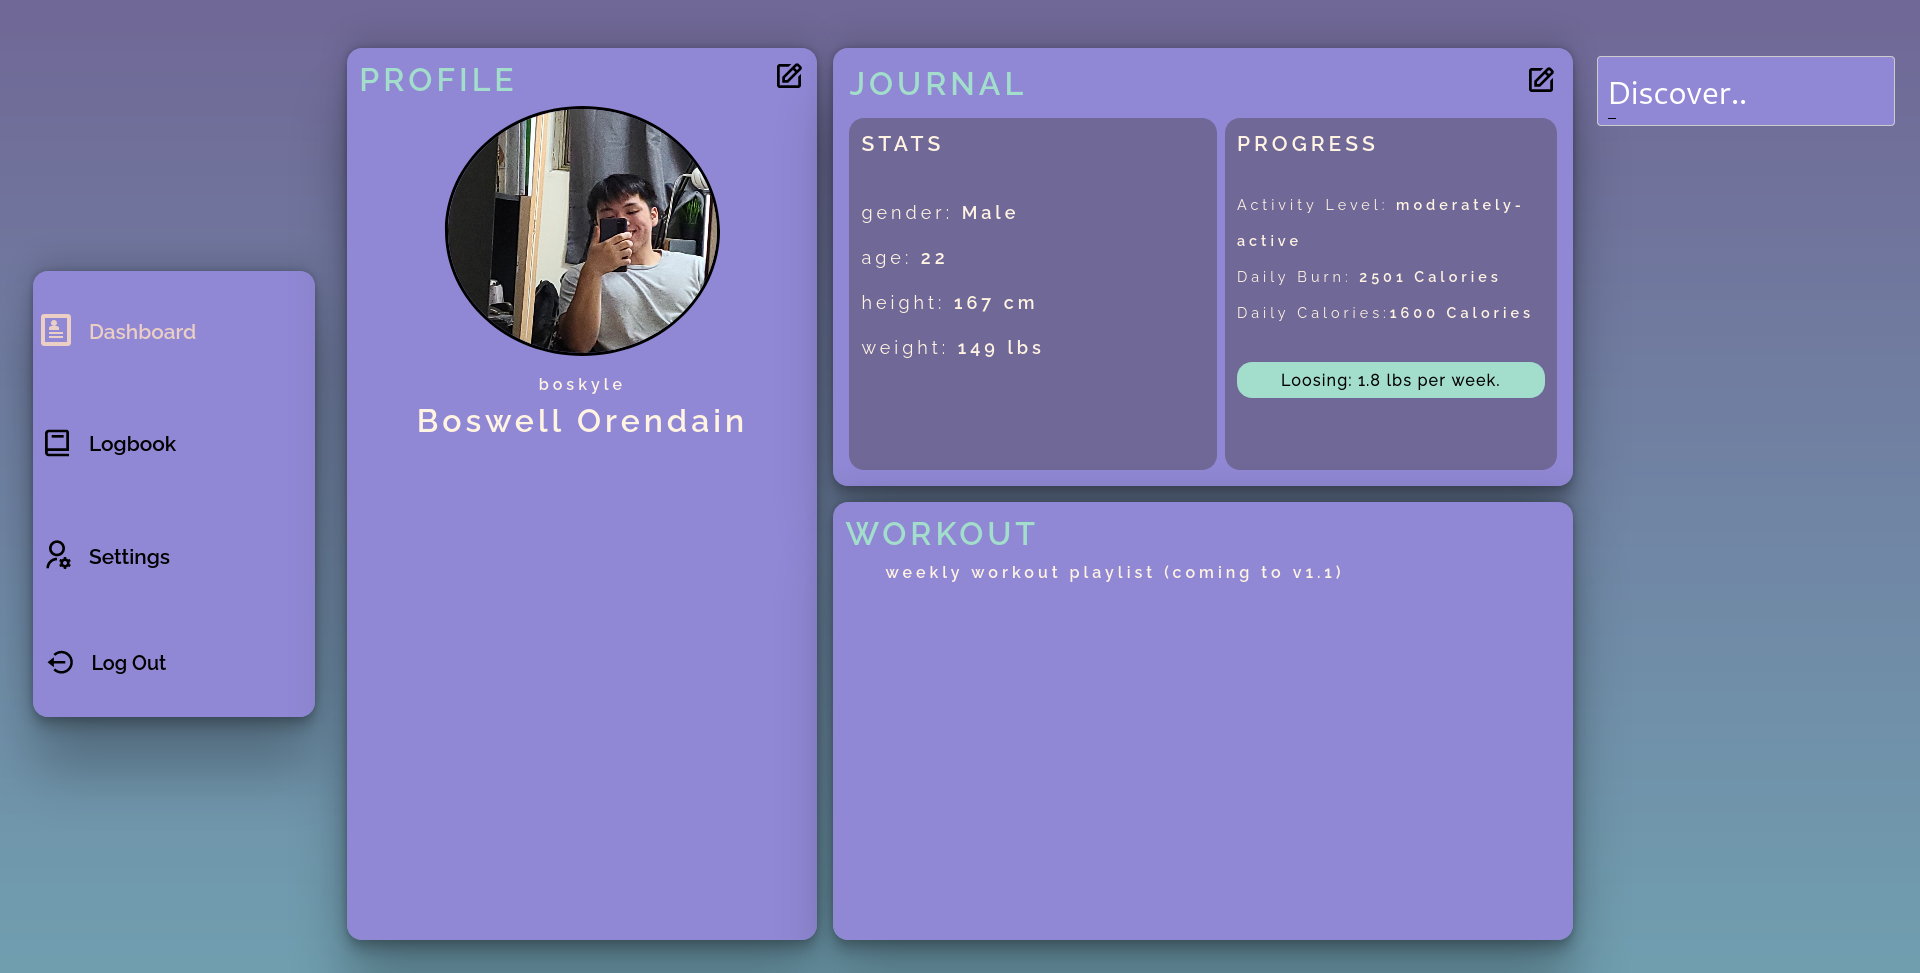 Dashboard
Logbook
Settings
Log Out
PROFILE
boskyle
Boswell Orendain
JOURNAL
STATS
gender: Male
age: 22
height: 167 cm
weight: 149 lbs
PROGRESS
Activity Level: moderately-
active
Daily Burn: 2501 Calories
Daily Calories:1600 Calories
Loosing: 1.8 lbs per week.
WORKOUT
weekly workout playlist (coming to v1.1)
Discover..